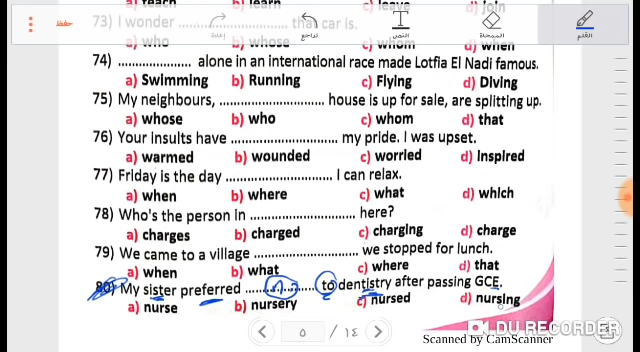 a) teach b) learn c) leave d) join
73) I wonder ........................ that car is.
a) who b) whose c) whom d) when
إعادة تراجع النص الممحاة القلم
74) .................. alone in an international race made Lotfia El Nadi famous.
a) Swimming b) Running c) Flying d) Diving
75) My neighbours, .......................... house is up for sale, are splitting up.
a) whose b) who c) whom d) that
76) Your insults have .......................... my pride. I was upset.
a) warmed b) wounded c) worried d) inspired
77) Friday is the day .......................... I can relax.
a) when b) where c) what d) which
78) Who's the person in .......................... here?
a) charges b) charged c) charging d) charge
79) We came to a village .......................... we stopped for lunch.
a) when b) what c) where d) that
80) My sister preferred .................. to dentistry after passing GCE.
a) nurse b) nursery c) nursed d) nursing
٥ / ١٤
DU RECORDER
Scanned by CamScanner